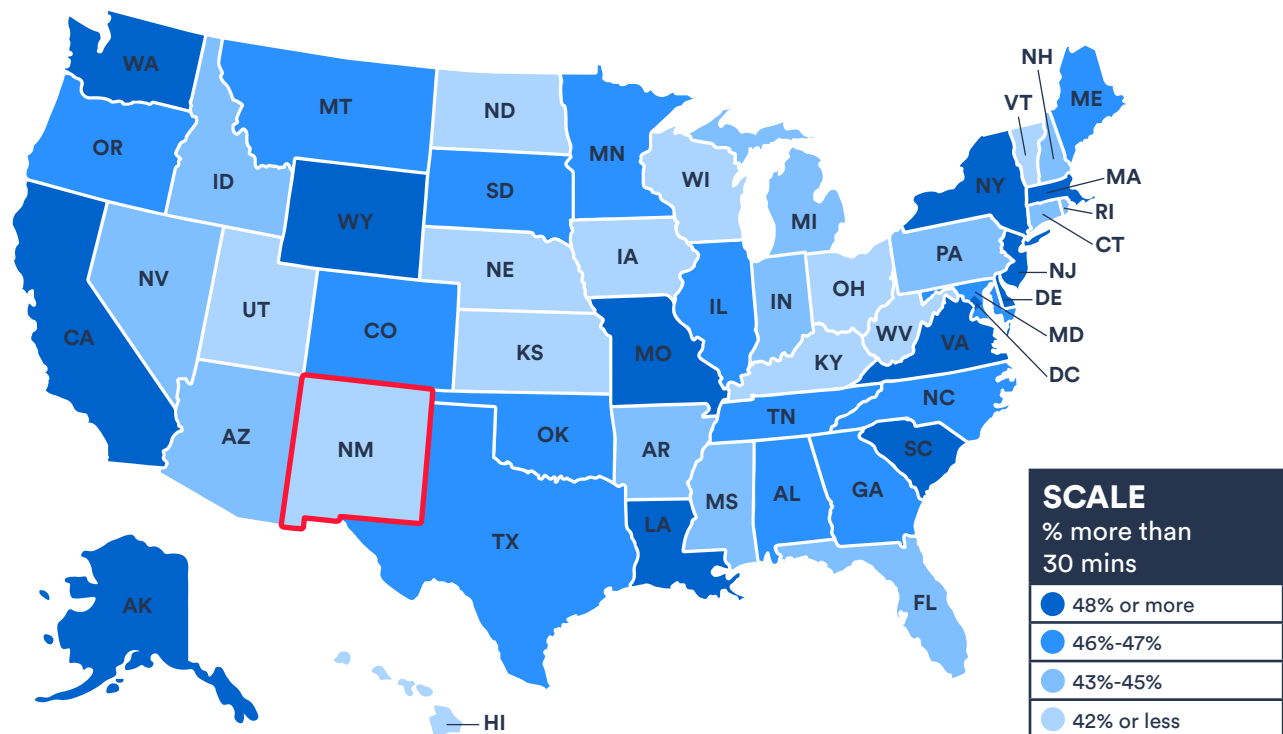 NH
WA
ME
MT
ND
VT
OR
MN
ID
SD
WI
NY
MA
WY
MI
RI
CT
PA
NE
IA
NV
NJ
OH
DE
UT
IL
IN
CO
MD
CA
KS
MO
WV
VA
KY
DC
NC
TN
AZ
OK
NM
AR
SC
MS
AL
GA
LA
TX
SCALE
% more than
30 mins
AK
FL
48% or more
46%-47%
43%-45%
42% or less
HI